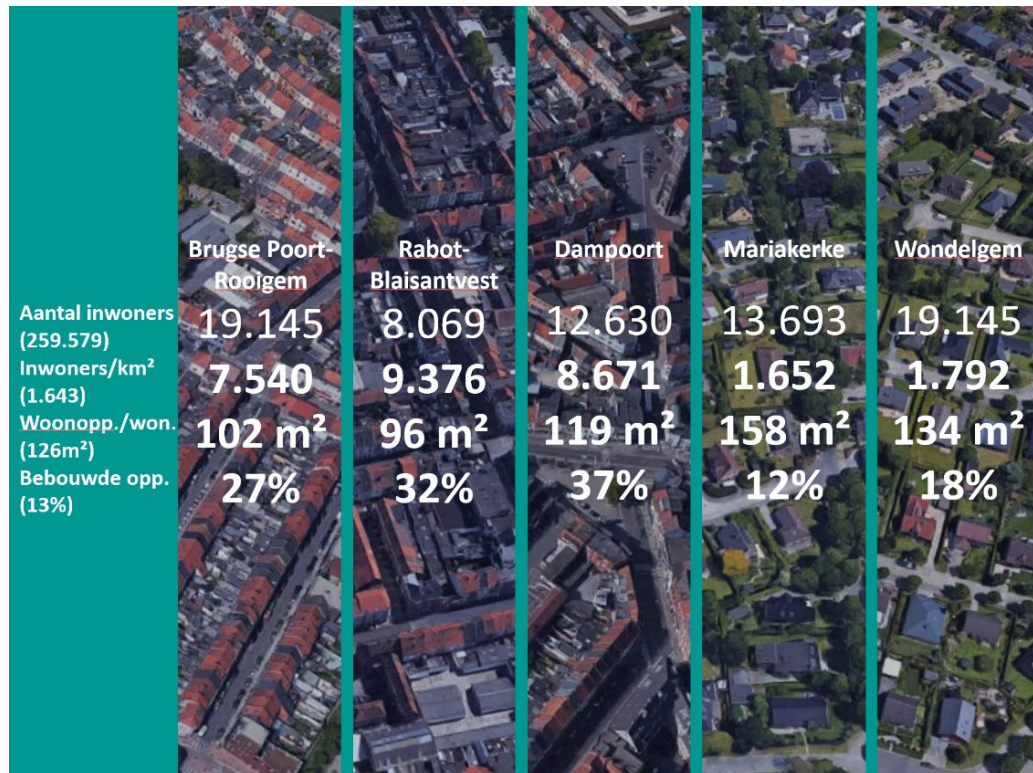 Brugse Poort-
Rooigem
Rabot-
Blaisantvest
Dampoort
Mariakerke
Wondelgem
Aantal inwoners
(259.579)
19.145
8.069
12.630
13.693
19.145
Inwoners/km²
(1.643)
7.540
9.376
8.671
1.652
1.792
Woonopp./won.
(126m²)
102 m²
96 m²
119 m²
158 m²
134 m²
Bebouwde opp.
(13%)
27%
32%
37%
12%
18%